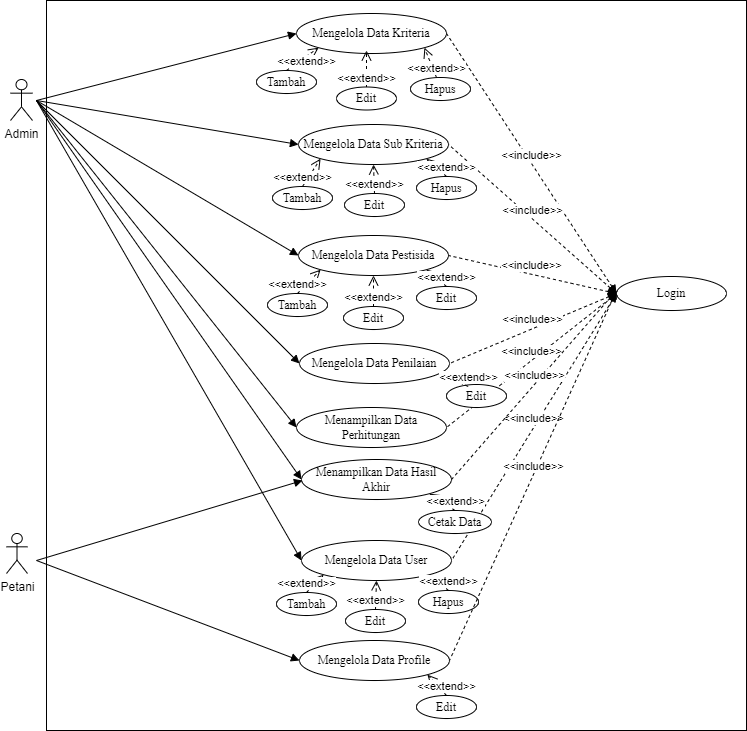 Mengelola Data Kriteria
<<extend>>
<<extend>>
<<extend>>
Tambah
Edit
Hapus
Admin
Mengelola Data Sub Kriteria
<<include>>
<<extend>>
<<extend>>
<<extend>>
Tambah
Edit
Hapus
<<include>>
Mengelola Data Pestisida
<<include>>
<<extend>>
<<extend>>
<<extend>>
Tambah
Edit
Edit
Login
<<include>>
Mengelola Data Penilaian
<<include>>
<<extend>>
<<include>>
Edit
Menampilkan Data
Perhitungan
<<include>>
Menampilkan Data Hasil
Akhir
<<include>>
<<extend>>
Cetak Data
Petani
Mengelola Data User
<<extend>>
<<extend>>
<<extend>>
Tambah
Edit
Hapus
Mengelola Data Profile
<<extend>>
Edit